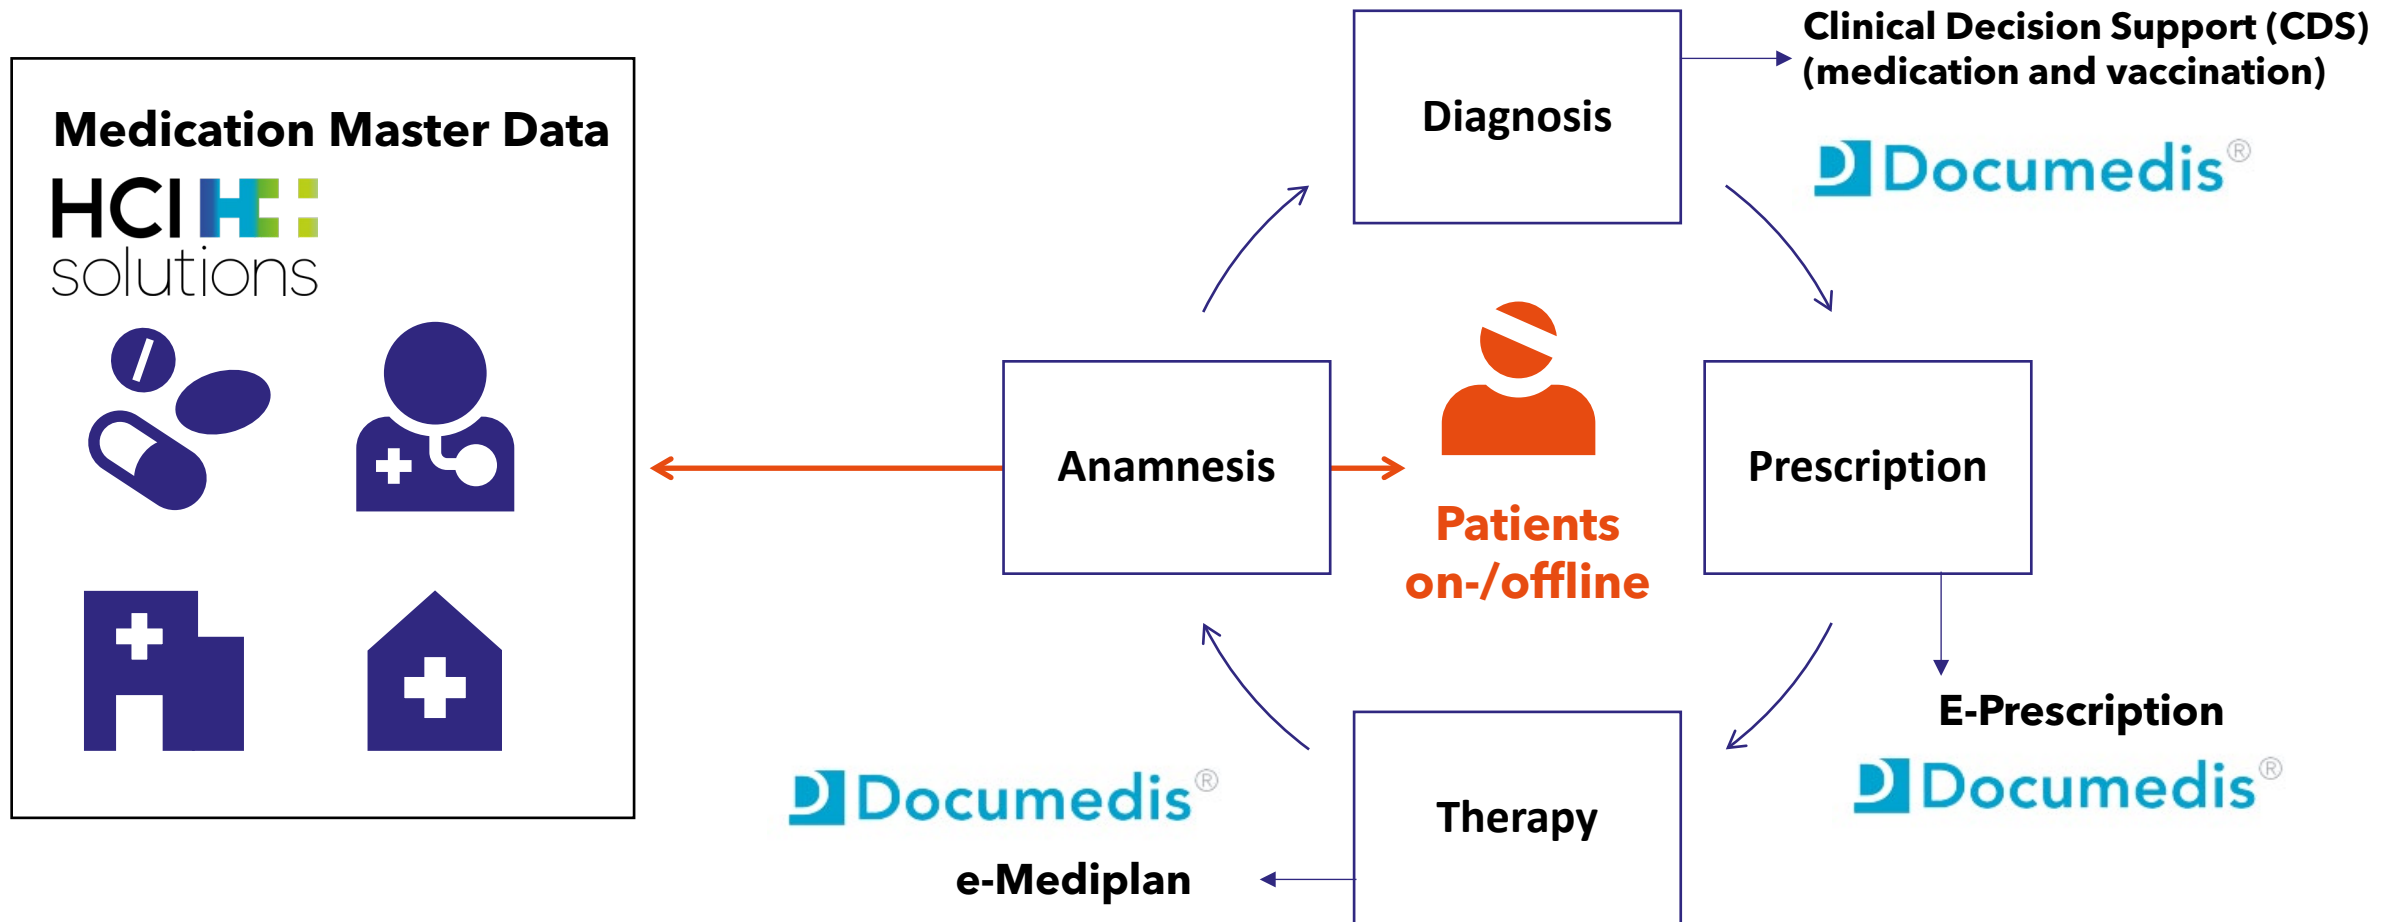 Medication Master Data
HCI
solutions
Diagnosis
Clinical Decision Support (CDS)
(medication and vaccination)
Documedis®
Anamnesis
Patients
on-/offline
Prescription
E-Prescription
Documedis®
Therapy
Documedis®
e-Mediplan